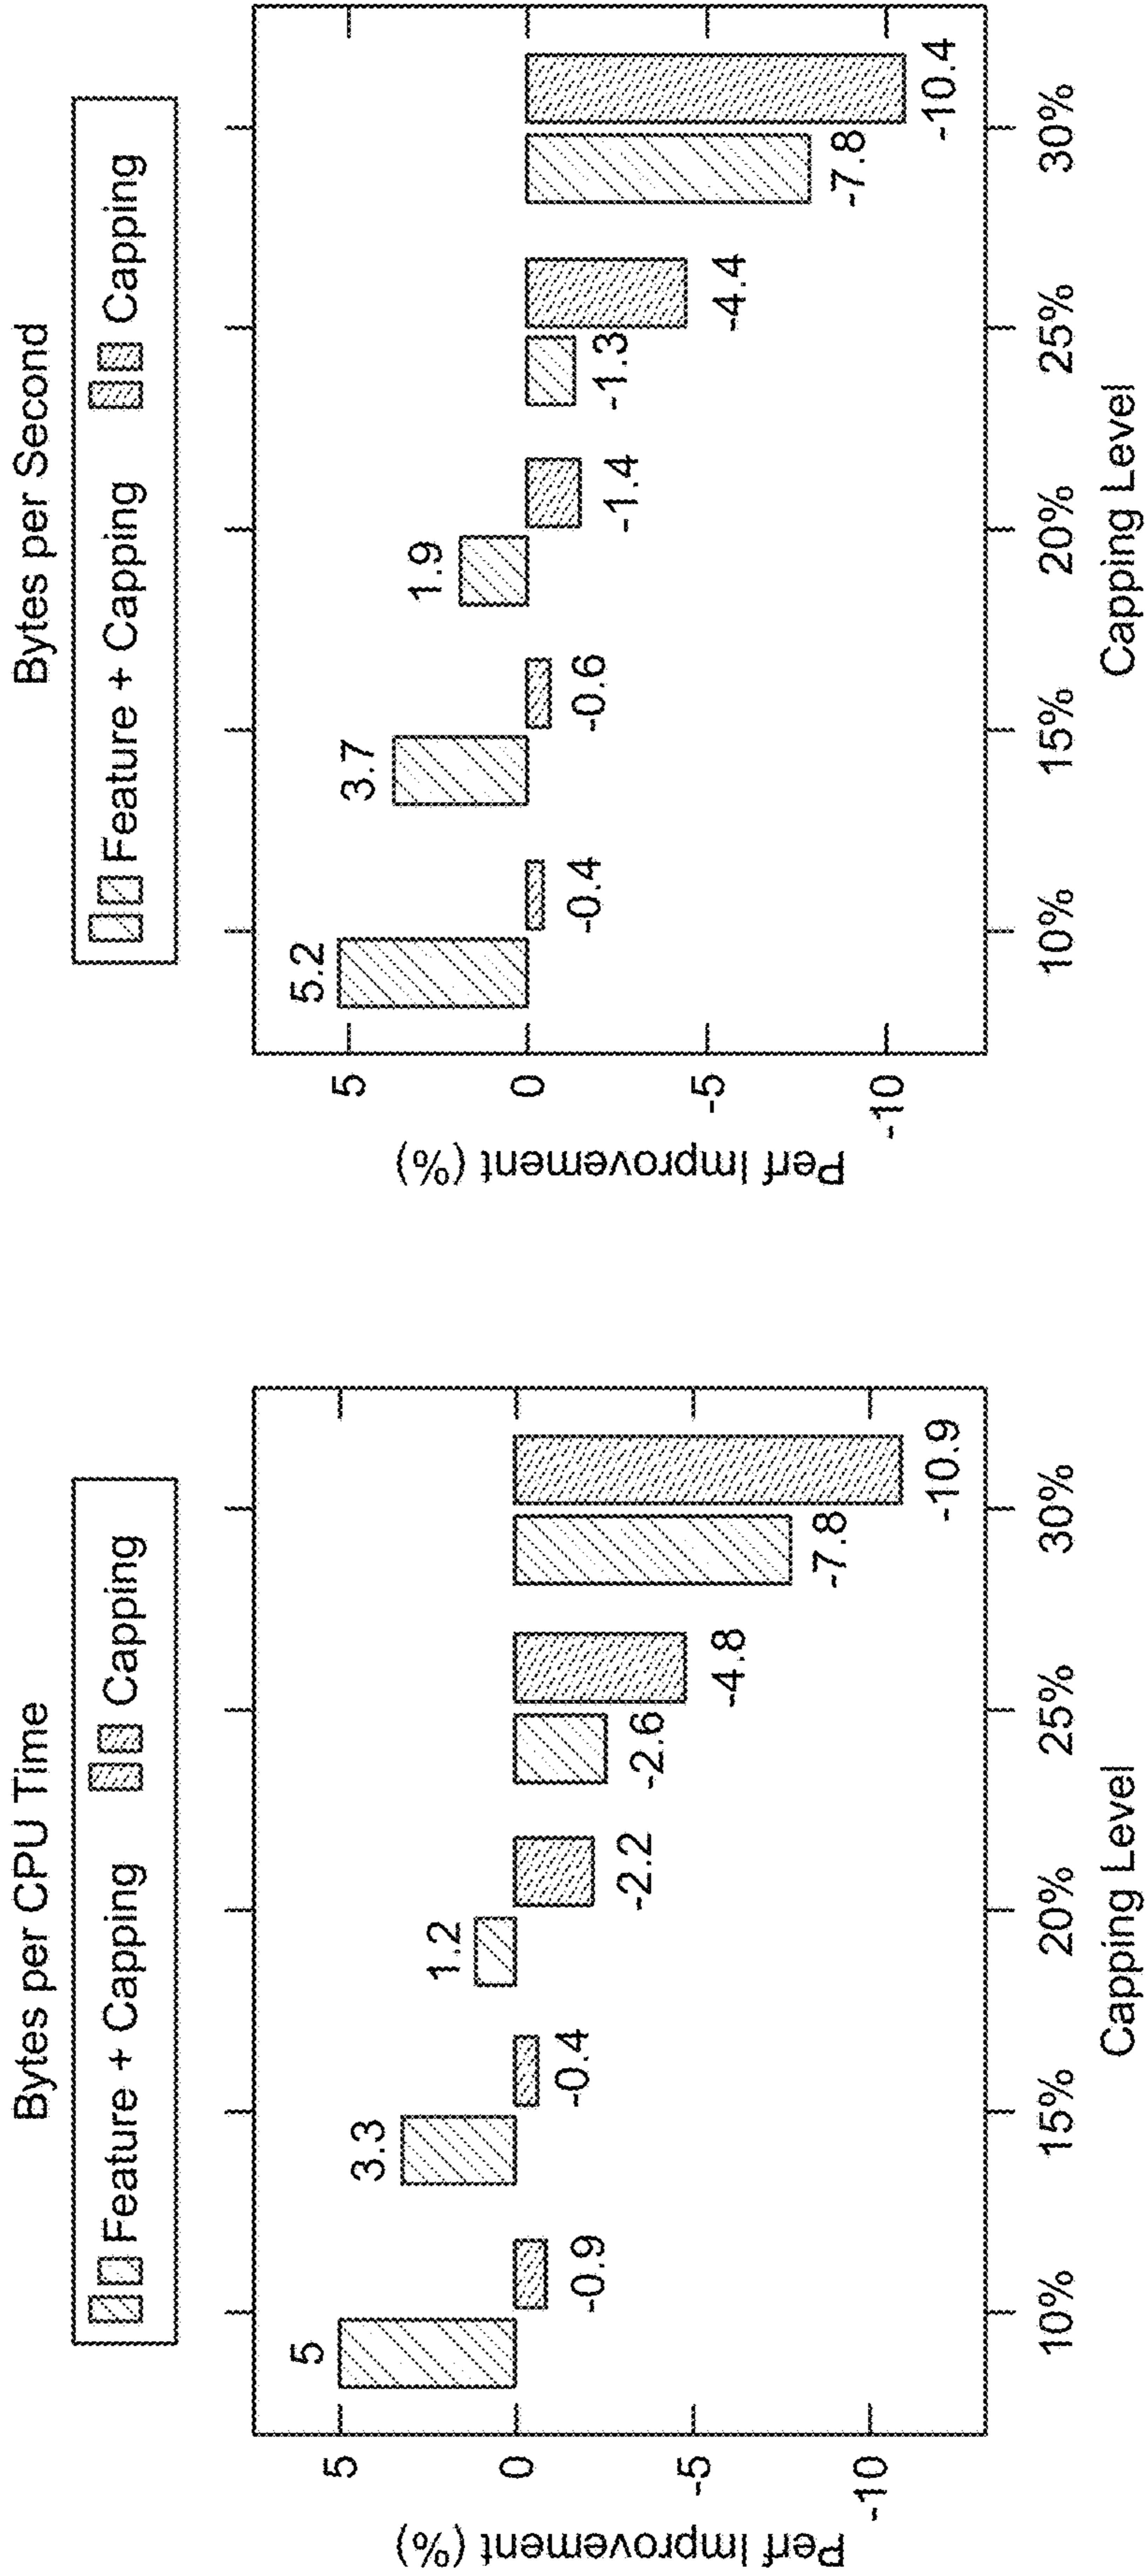 Bytes per CPU Time
Feature + Capping Capping
Perf Improvement (%)
5
0
-5
-10
5
-0.9
3.3
-0.4
1.2
-2.2
-2.6
-4.8
-7.8
-10.9
10% 15% 20% 25% 30%
Capping Level
Bytes per Second
Feature + Capping Capping
Perf Improvement (%)
5
0
-5
-10
5.2
-0.4
3.7
-0.6
1.9
-1.4
-1.3
-4.4
-7.8
-10.4
10% 15% 20% 25% 30%
Capping Level